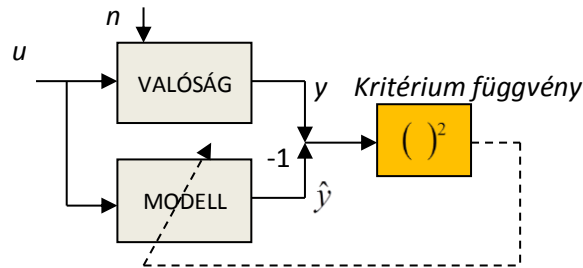 n
u
VALÓSÁG
y
Kritérium függvény
( )²
-1
MODELL
ŷ